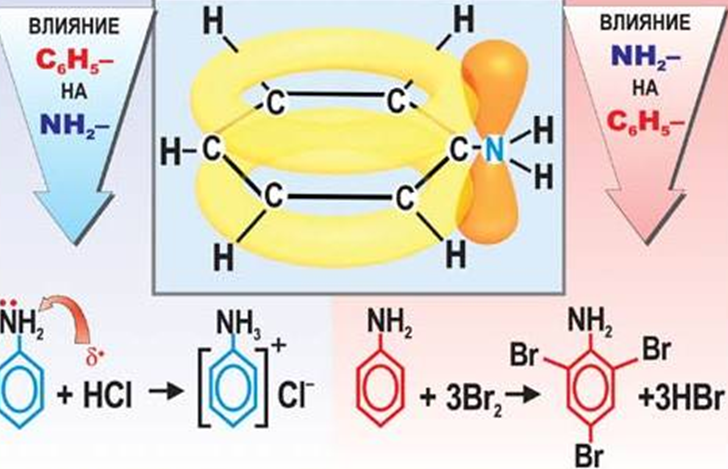 ВЛИЯНИЕ
C₆H₅–
НА
NH₂–
H H
C C
H–C C–N H
H
C C
H H
ВЛИЯНИЕ
NH₂–
НА
C₆H₅–
NH₂
δ⁺
+ HCl → [NH₃]⁺ Cl⁻
NH₂
+ 3Br₂ →
NH₂
Br Br
Br
+3HBr